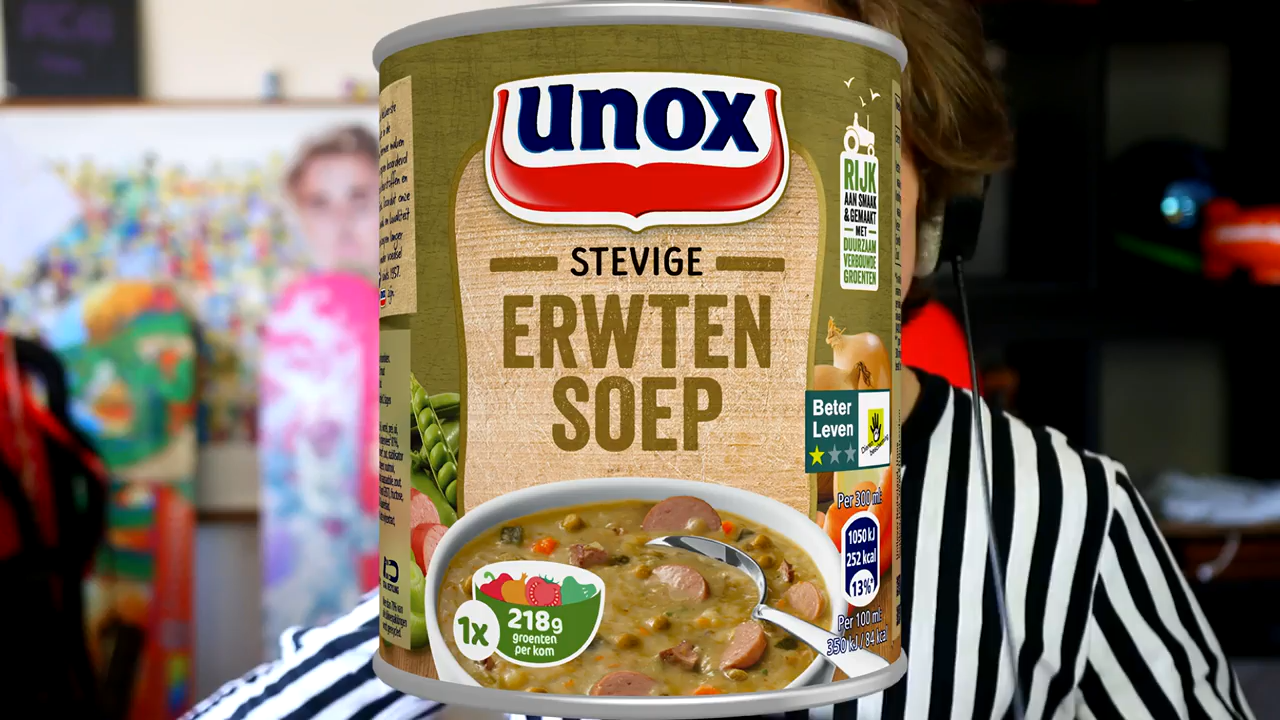 unox
STEVIGE
ERWTEN
SOEP
RIJK
AAN SMAAK
& GEMAAKT
MET
DUURZAAM
VERBOUWDE
GROENTEN
Beter
Leven
Per 300 ml:
1050 kJ
252 kcal
13%*
Per 100 ml:
350 kJ / 84 kcal
1x
218g
groenten
per kom